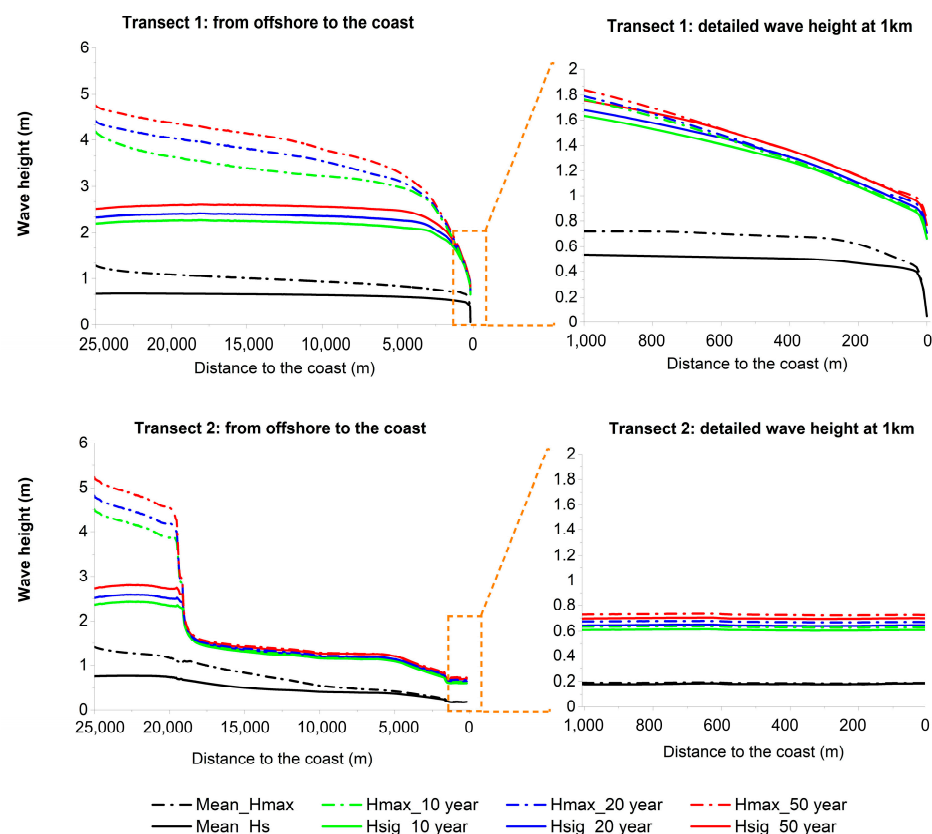 Transect 1: from offshore to the coast
Transect 1: detailed wave height at 1km
Wave height (m)
6
5
4
3
2
1
0
25,000 20,000 15,000 10,000 5,000 0
Distance to the coast (m)
2
1.8
1.6
1.4
1.2
1
0.8
0.6
0.4
0.2
0
1,000 800 600 400 200 0
Distance to the coast (m)
Transect 2: from offshore to the coast
Transect 2: detailed wave height at 1km
Wave height (m)
6
5
4
3
2
1
0
25,000 20,000 15,000 10,000 5,000 0
Distance to the coast (m)
2
1.8
1.6
1.4
1.2
1
0.8
0.6
0.4
0.2
0
1,000 800 600 400 200 0
Distance to the coast (m)
Mean_Hmax Hmax_10 year Hmax_20 year Hmax_50 year
Mean_Hs Hsig_10 year Hsig_20 year Hsig_50 year